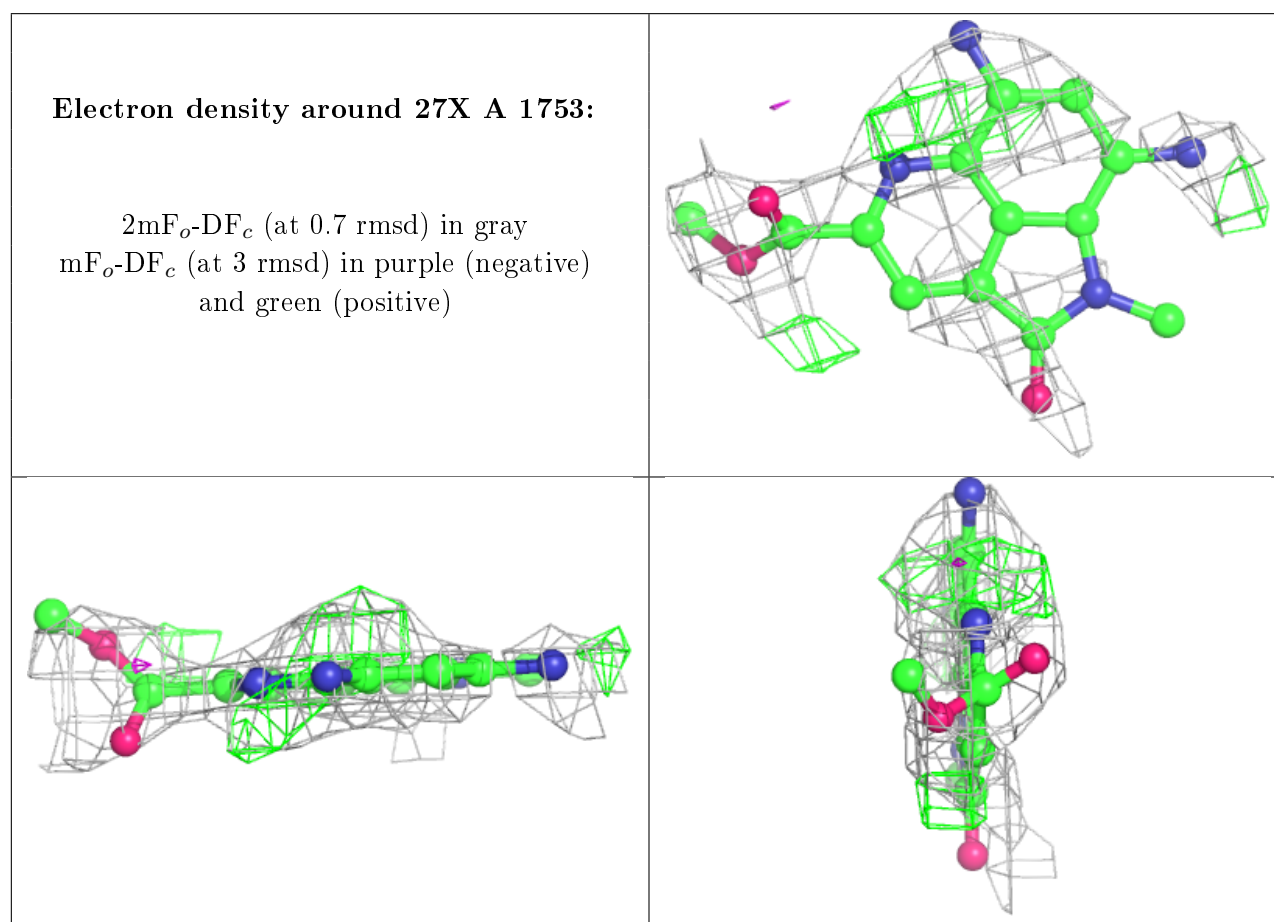 Electron density around 27X A 1753:
2mFₒ-DF𝒸 (at 0.7 rmsd) in gray
mFₒ-DF𝒸 (at 3 rmsd) in purple (negative)
and green (positive)